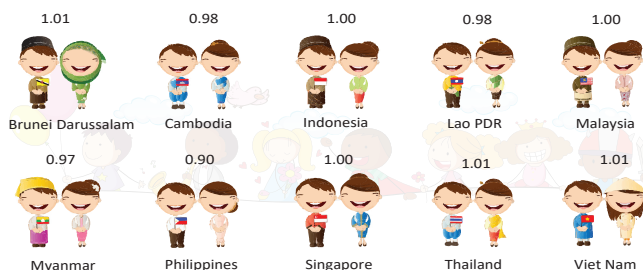 1.01 0.98 1.00 0.98 1.00
Brunei Darussalam Cambodia Indonesia Lao PDR Malaysia
0.97 0.90 1.00 1.01 1.01
Myanmar Philippines Singapore Thailand Viet Nam